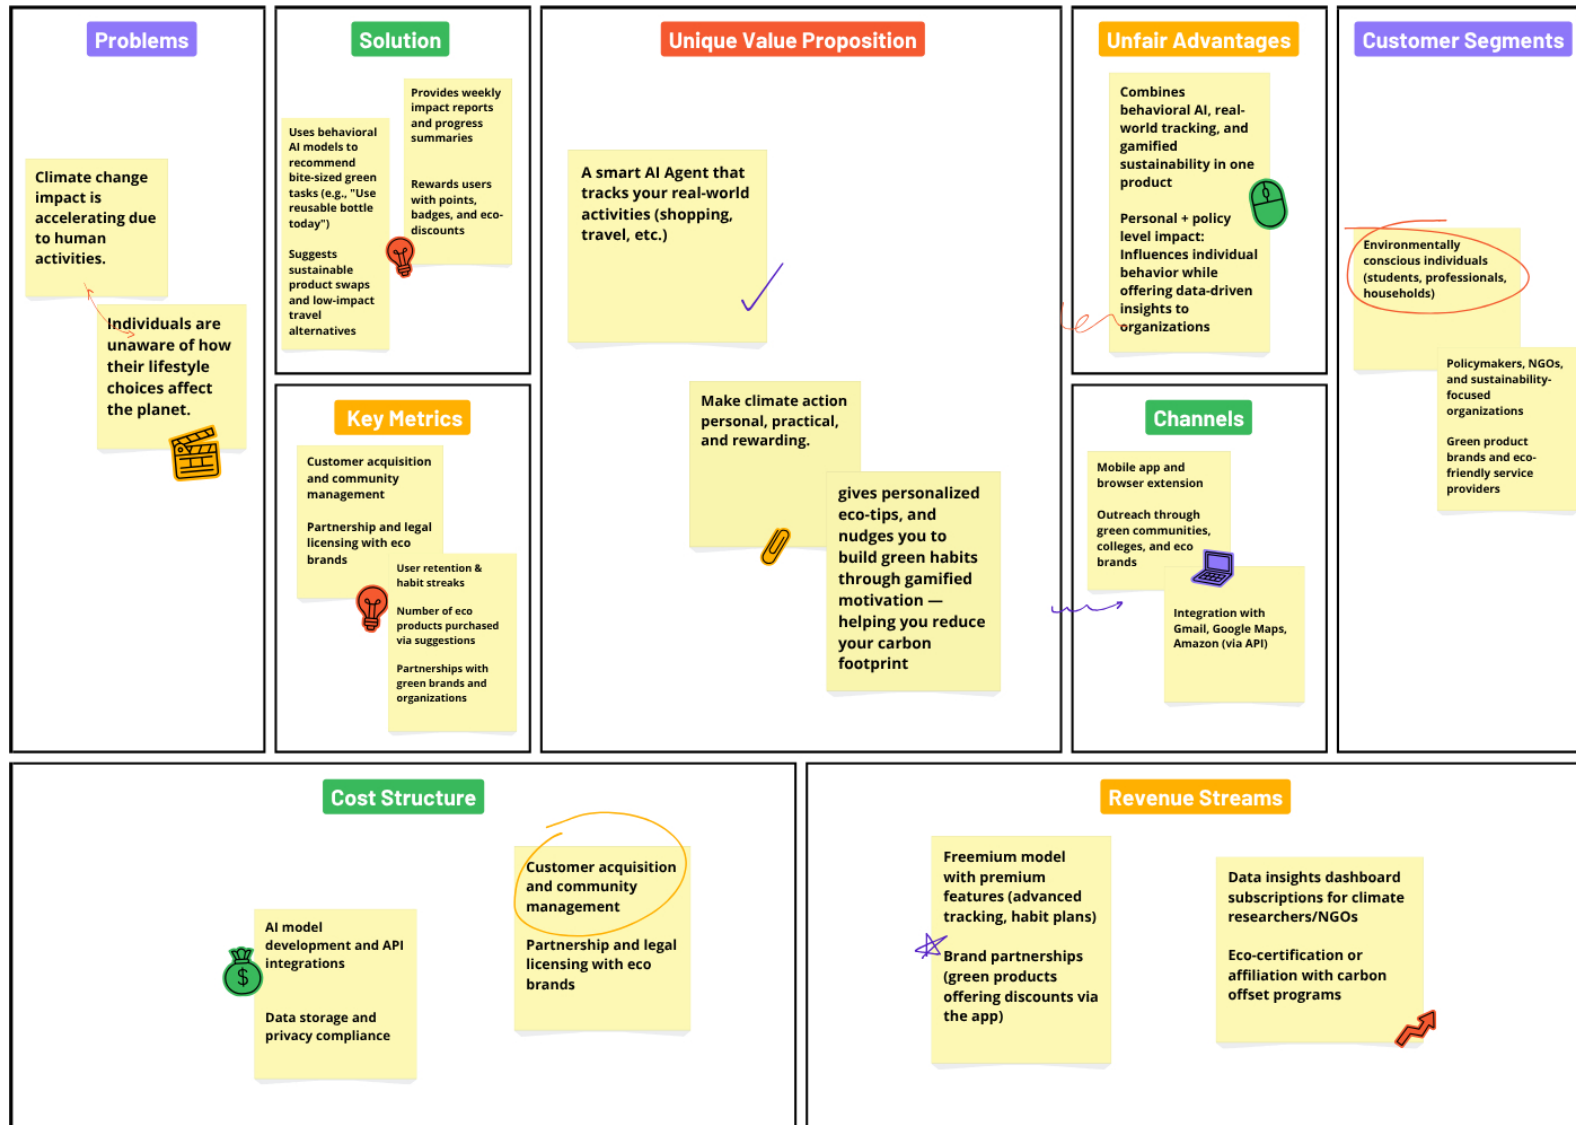 Problems
Climate change
impact is
accelerating due
to human
activities.
Individuals are
unaware of how
their lifestyle
choices affect
the planet.
Solution
Provides weekly
impact reports
and progress
summaries
Rewards users
with points,
badges, and eco-
discounts
Uses behavioral
AI models to
recommend
bite-sized green
tasks (e.g., "Use
reusable bottle
today")
Suggests
sustainable
product swaps
and low-impact
travel
alternatives
Key Metrics
Customer acquisition
and community
management
Partnership and legal
licensing with eco
brands
User retention &
habit streaks
Number of eco
products purchased
via suggestions
Partnerships with
green brands and
organizations
Unique Value Proposition
A smart AI Agent that
tracks your real-world
activities (shopping,
travel, etc.)
Make climate action
personal, practical,
and rewarding.
gives personalized
eco-tips, and
nudges you to
build green habits
through gamified
motivation —
helping you reduce
your carbon
footprint
Unfair Advantages
Combines
behavioral AI, real-
world tracking, and
gamified
sustainability in one
product
Personal + policy
level impact:
Influences individual
behavior while
offering data-driven
insights to
organizations
Channels
Mobile app and
browser extension
Outreach through
green communities,
colleges, and eco
brands
Integration with
Gmail, Google Maps,
Amazon (via API)
Customer Segments
Environmentally
conscious individuals
(students, professionals,
households)
Policymakers, NGOs,
and sustainability-
focused
organizations
Green product
brands and eco-
friendly service
providers
Cost Structure
AI model
development and API
integrations
Data storage and
privacy compliance
Customer acquisition
and community
management
Partnership and legal
licensing with eco
brands
$
Revenue Streams
Freemium model
with premium
features (advanced
tracking, habit plans)
Brand partnerships
(green products
offering discounts via
the app)
Data insights dashboard
subscriptions for climate
researchers/NGOs
Eco-certification or
affiliation with carbon
offset programs